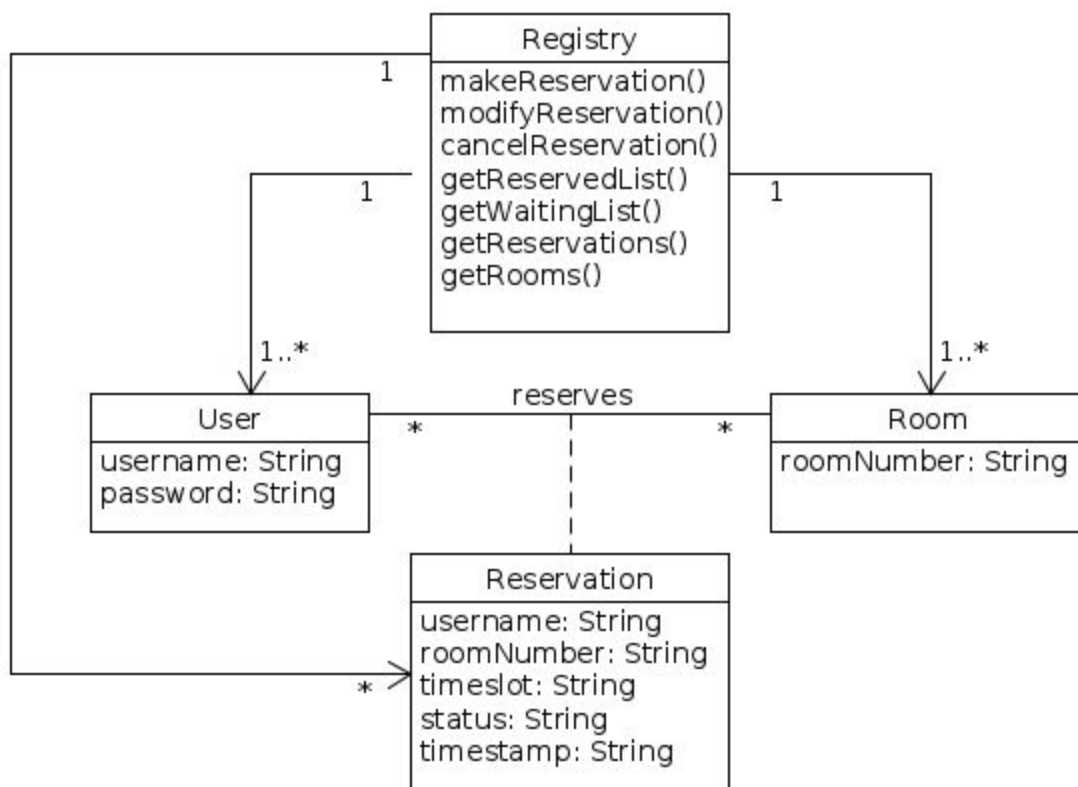 Registry
1
makeReservation()
modifyReservation()
cancelReservation()
getReservedList()
getWaitingList()
getReservations()
getRooms()
1
1
1..*
1..*
User
reserves
Room
*
*
username: String
password: String
roomNumber: String
Reservation
username: String
roomNumber: String
timeslot: String
status: String
timestamp: String
*